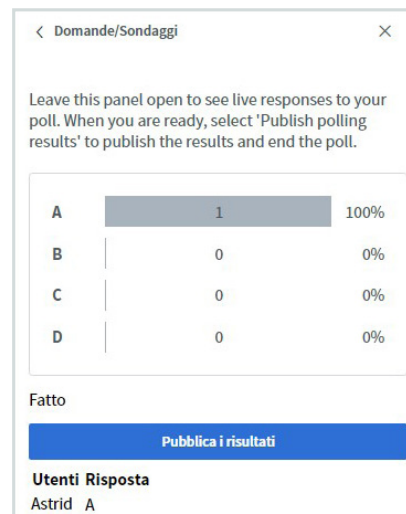 Domande/Sondaggi
Leave this panel open to see live responses to your
poll. When you are ready, select 'Publish polling
results' to publish the results and end the poll.
A 1 100%
B 0 0%
C 0 0%
D 0 0%
Fatto
Pubblica i risultati
Utenti Risposta
Astrid A